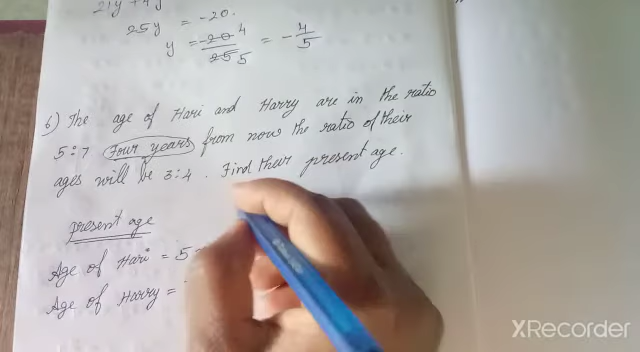 21y + 4y
25y = -20.
y = -20 4 / 25 5 = -4/5
6) The age of Hari and Harry are in the ratio
5:7 Four years from now the ratio of their
ages will be 3:4. Find their present age.
present age
Age of Hari = 5
Age of Harry =
XRecorder